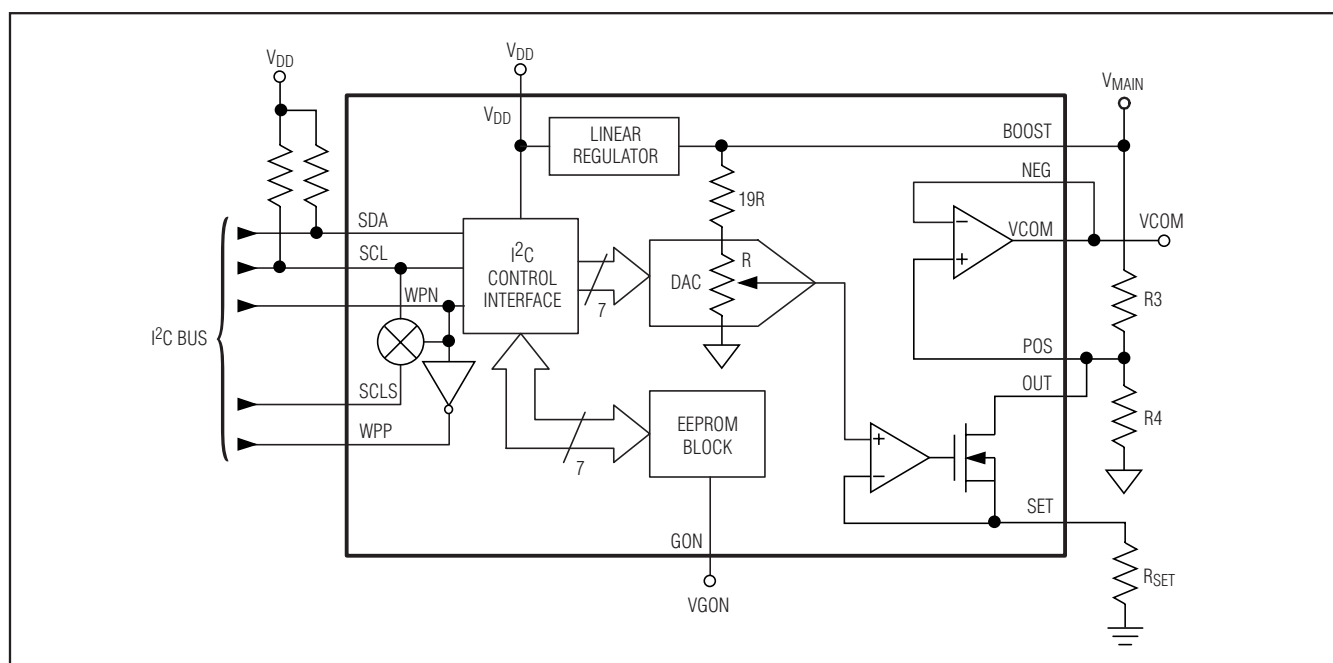 VDD
VDD
VMAIN
VDD
LINEAR
REGULATOR
BOOST
NEG
19R
SDA
VCOM
VCOM
SCL
I2C
CONTROL
INTERFACE
R
DAC
WPN
7
R3
I2C BUS
POS
OUT
SCLS
EEPROM
BLOCK
R4
WPP
7
SET
GON
RSET
VGON
+
−
−
+